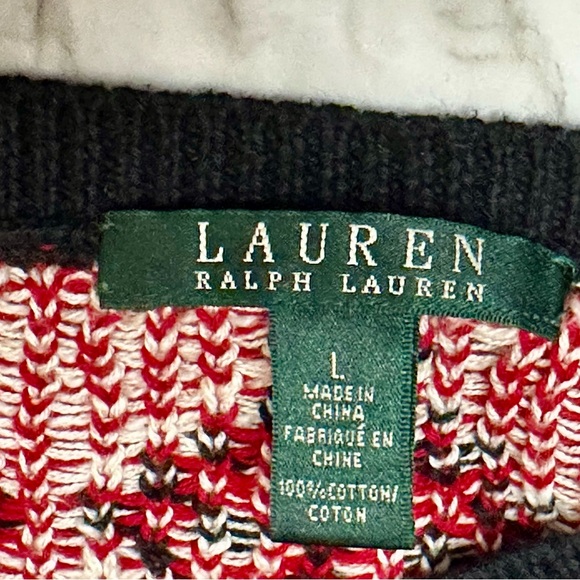 LAUREN
RALPH LAUREN
L
MADE IN
CHINA
FABRIQUÉ EN
CHINE
100% COTTON/
COTON